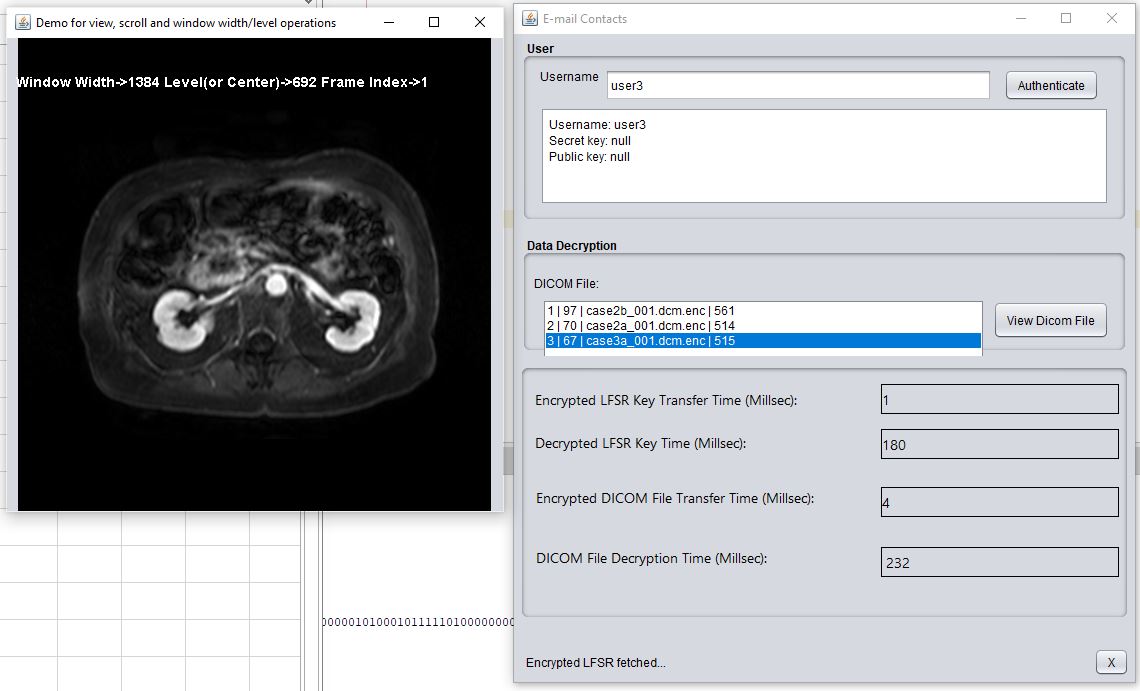 Demo for view, scroll and window width/level operations
Window Width->1384 Level(or Center)->692 Frame Index->1
E-mail Contacts
User
Username
user3
Authenticate
Username: user3
Secret key: null
Public key: null
Data Decryption
DICOM File:
1 | 97 | case2b_001.dcm.enc | 561
2 | 70 | case2a_001.dcm.enc | 514
3 | 67 | case3a_001.dcm.enc | 515
View Dicom File
Encrypted LFSR Key Transfer Time (Millsec):
1
Decrypted LFSR Key Time (Millsec):
180
Encrypted DICOM File Transfer Time (Millsec):
4
DICOM File Decryption Time (Millsec):
232
Encrypted LFSR fetched...
X